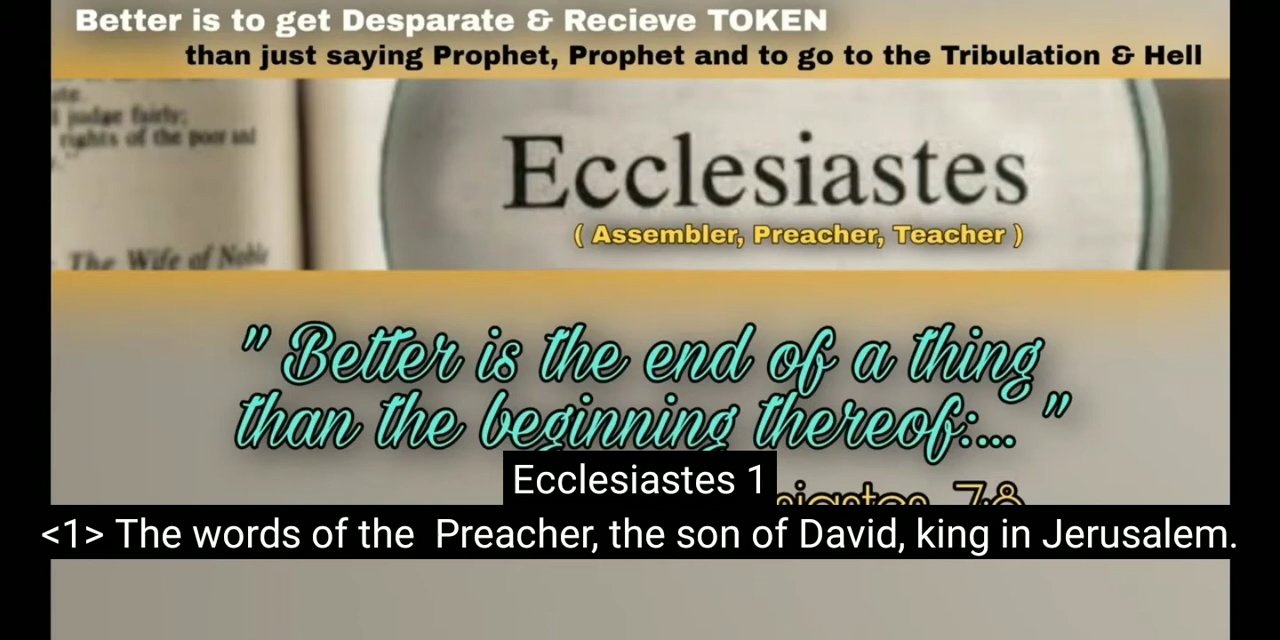 Better is to get Desparate & Recieve TOKEN
than just saying Prophet, Prophet and to go to the Tribulation & Hell
judge fairly;
rights of the poor and
Ecclesiastes
( Assembler, Preacher, Teacher )
The Wife of Noble
" Better is the end of a thing
than the beginning thereof:... "
7:8
Ecclesiastes 1
<1> The words of the  Preacher, the son of David, king in Jerusalem.